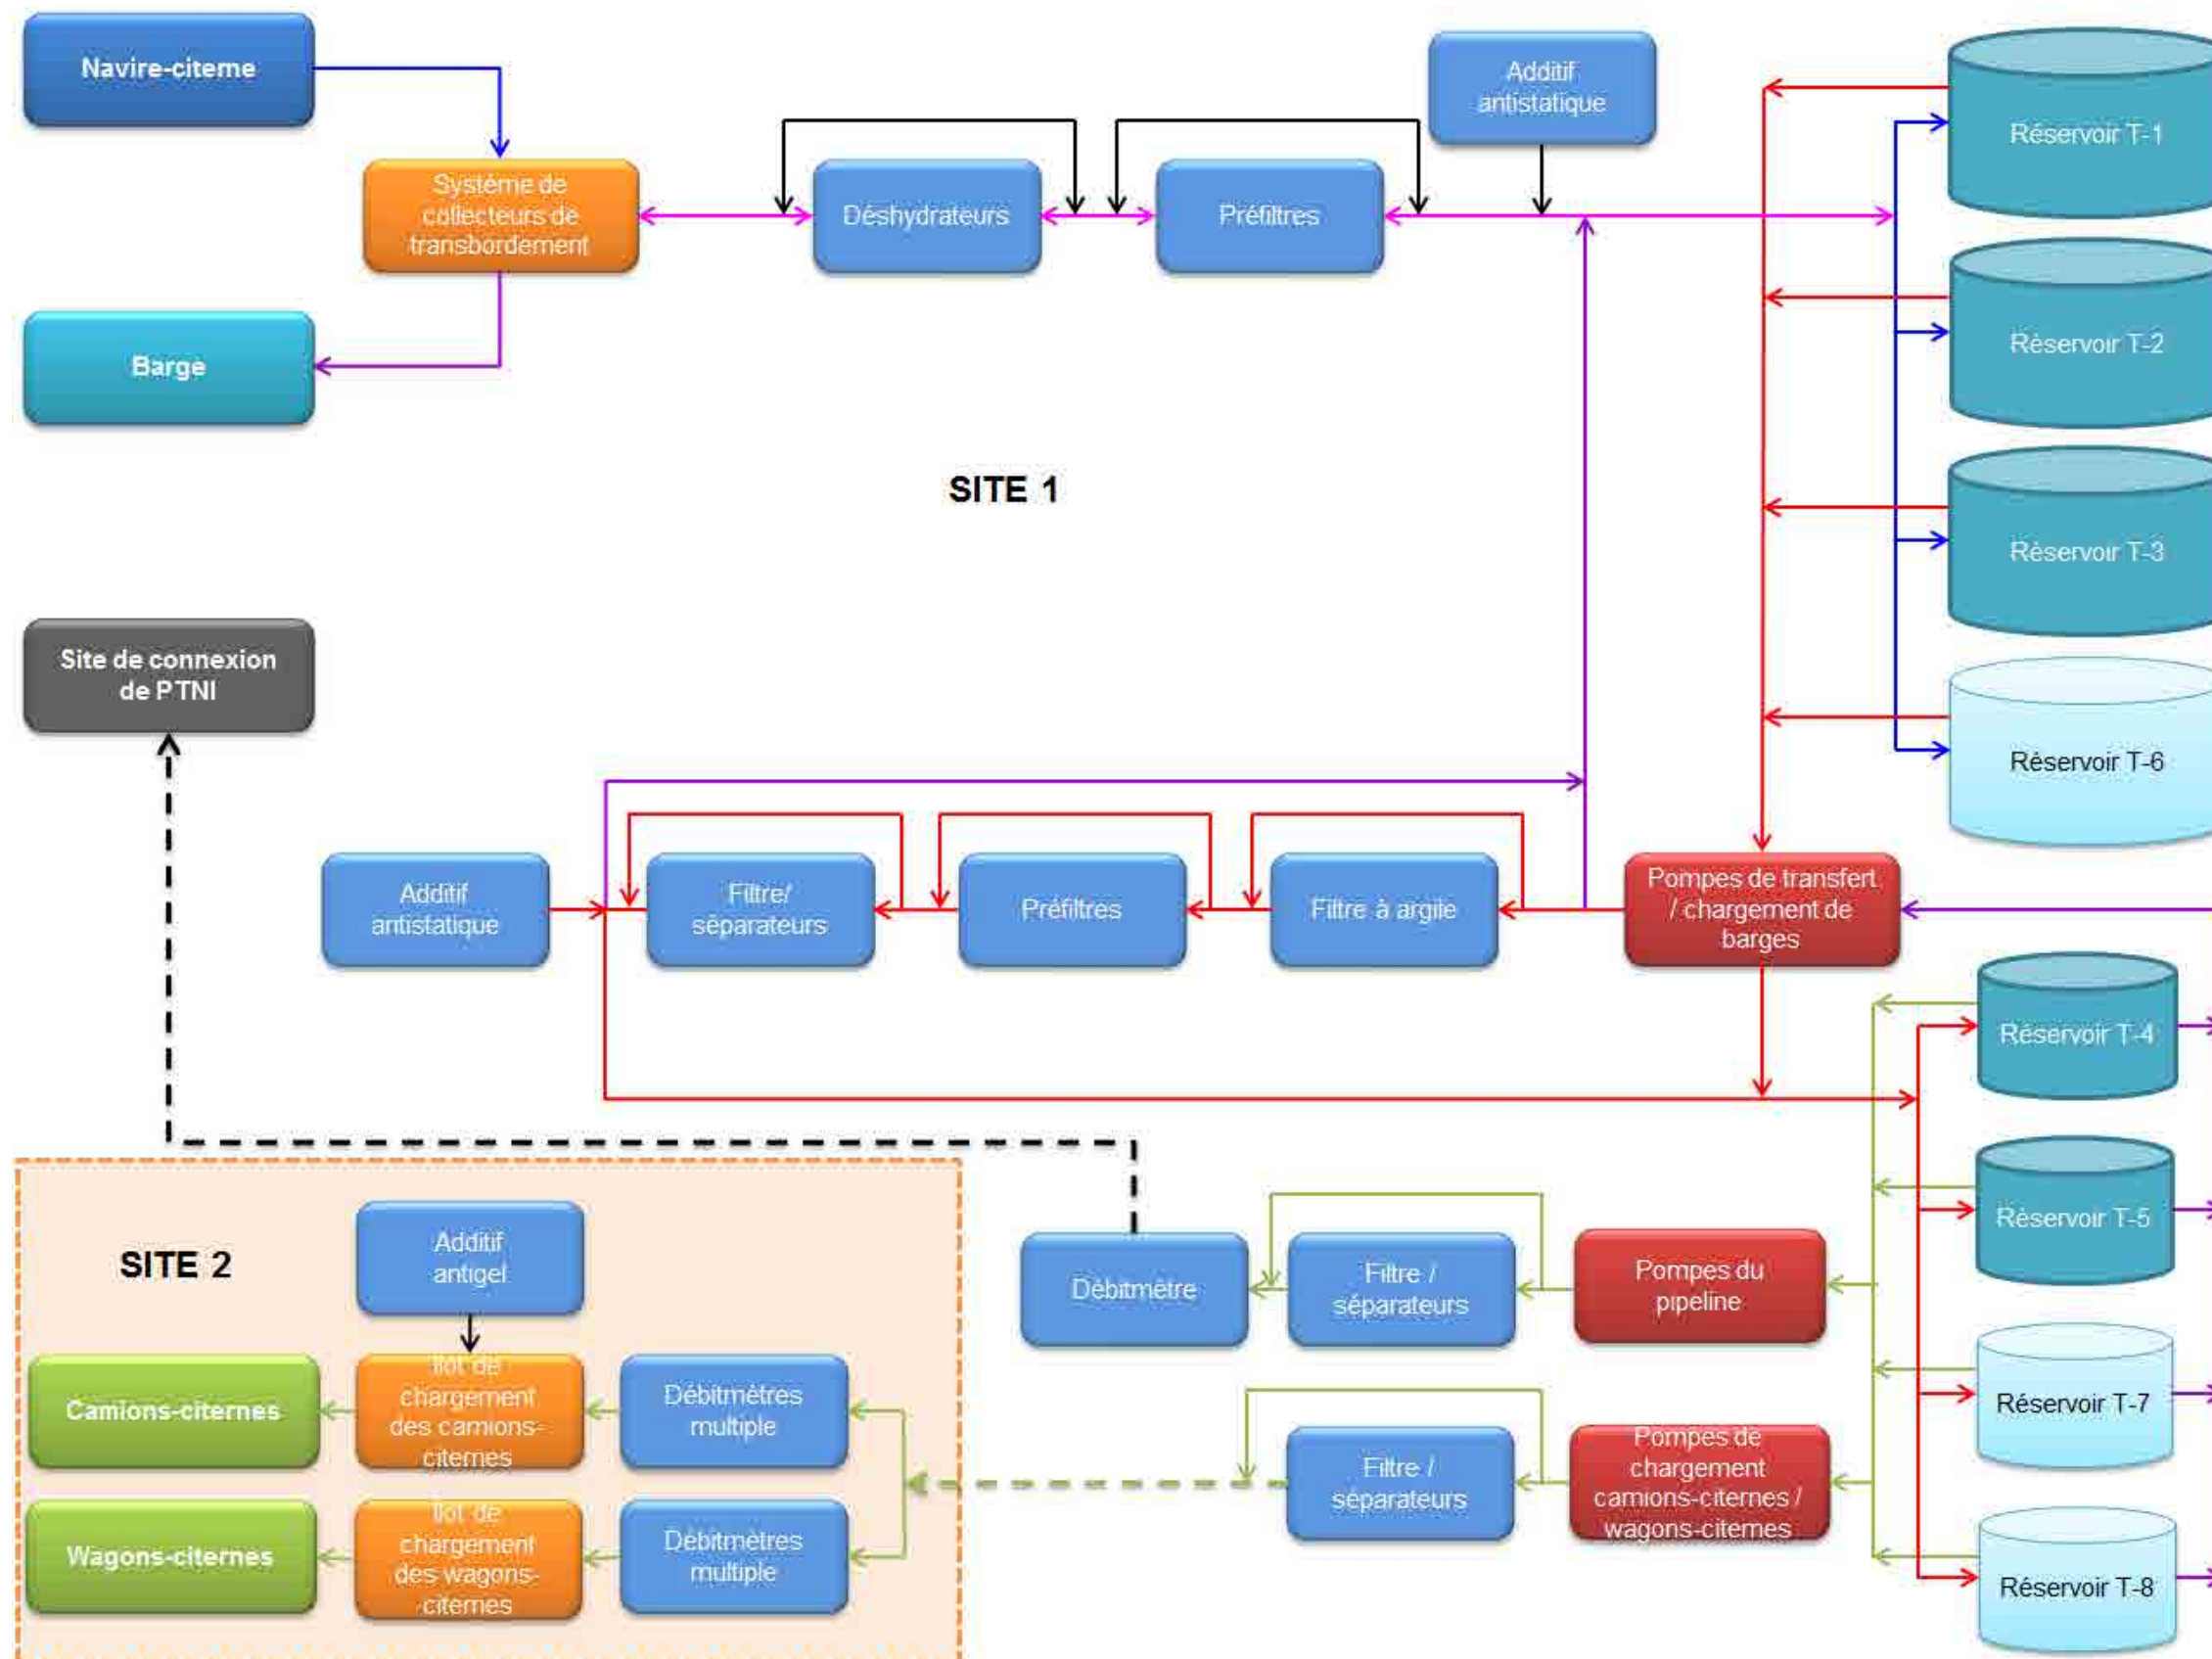 Navire-citerne
Additif
antistatique
Réservoir T-1
Système de
collecteurs de
transbordement
Déshydrateurs
Préfiltres
Réservoir T-2
Barge
SITE 1
Réservoir T-3
Site de connexion
de PTNI
Réservoir T-6
Additif
antistatique
Filtre/
séparateurs
Préfiltres
Filtre à argile
Pompes de transfert
/ chargement de
barges
Réservoir T-4
Réservoir T-5
SITE 2
Additif
antigel
Débitmètre
Filtre /
séparateurs
Pompes du
pipeline
Camions-citernes
Ilot de
chargement
des camions-
citernes
Débitmètres
multiple
Réservoir T-7
Filtre /
séparateurs
Pompes de
chargement
camions-citernes /
wagons-citernes
Wagons-citernes
Ilot de
chargement
des wagons-
citernes
Débitmètres
multiple
Réservoir T-8